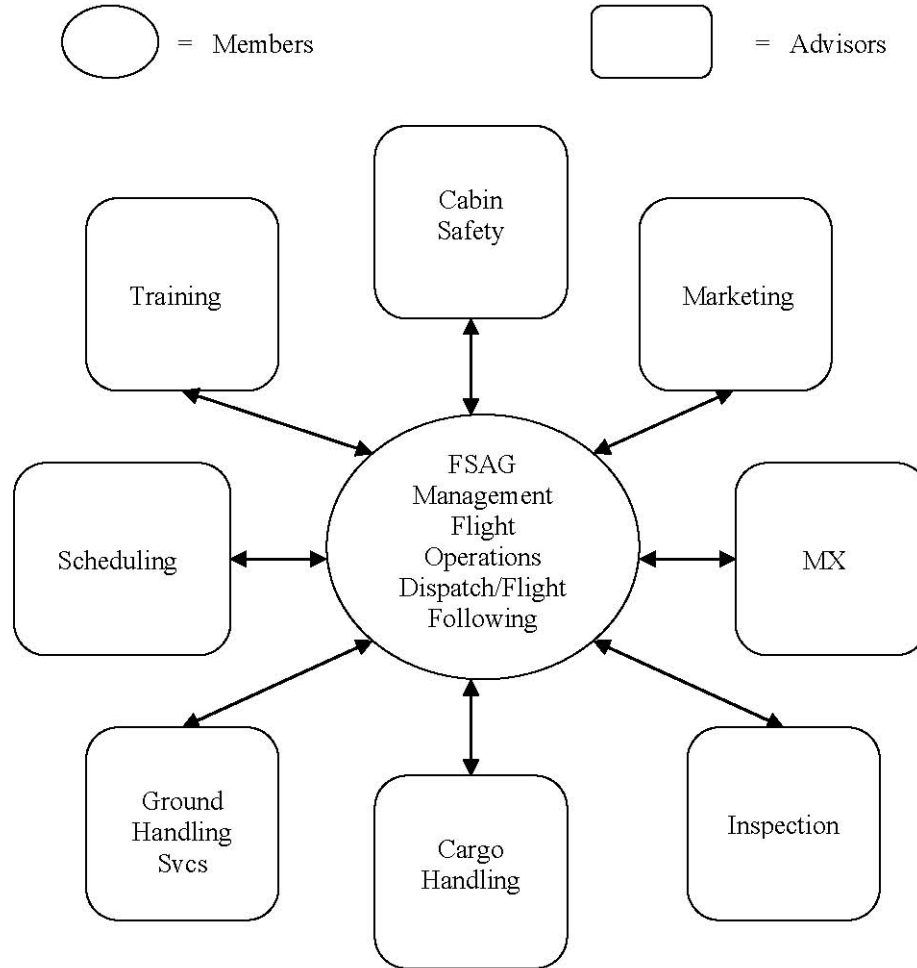 = Members
= Advisors
Cabin
Safety
Training
Marketing
FSAG
Management
Flight
Operations
Dispatch/Flight
Following
Scheduling
MX
Ground
Handling
Svcs
Cargo
Handling
Inspection